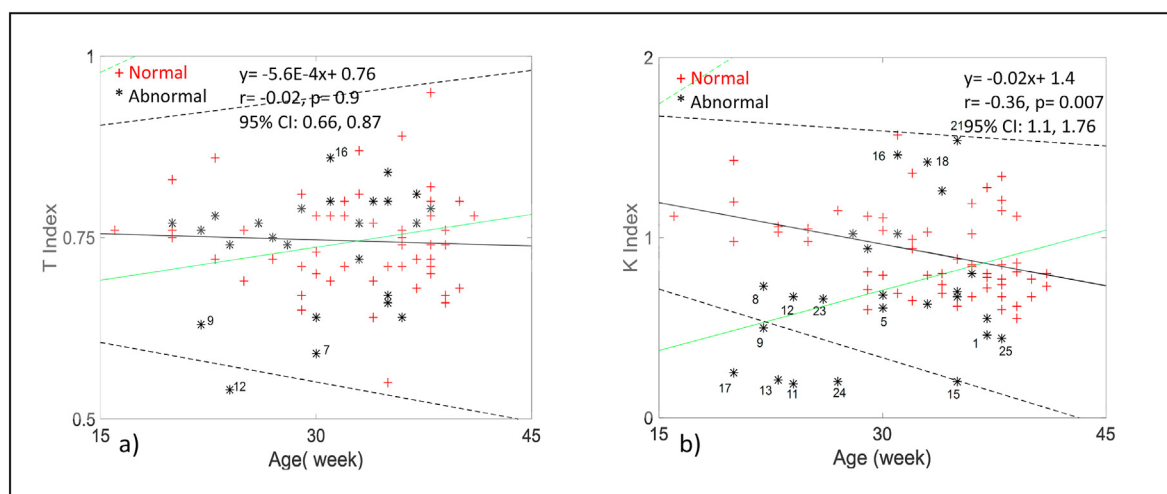 1
+ Normal
* Abnormal
y= -5.6E-4x+ 0.76
r= -0.02, p= 0.9
95% CI: 0.66, 0.87
16
9
7
12
0.75
0.5
T Index
15
30
45
a)
Age( week)
2
+ Normal
* Abnormal
y= -0.02x+ 1.4
r= -0.36, p= 0.007
95% CI: 1.1, 1.76
21
16
18
1
8
12
23
5
9
1
25
17
13
11
24
15
0
K Index
15
30
45
b)
Age (week)